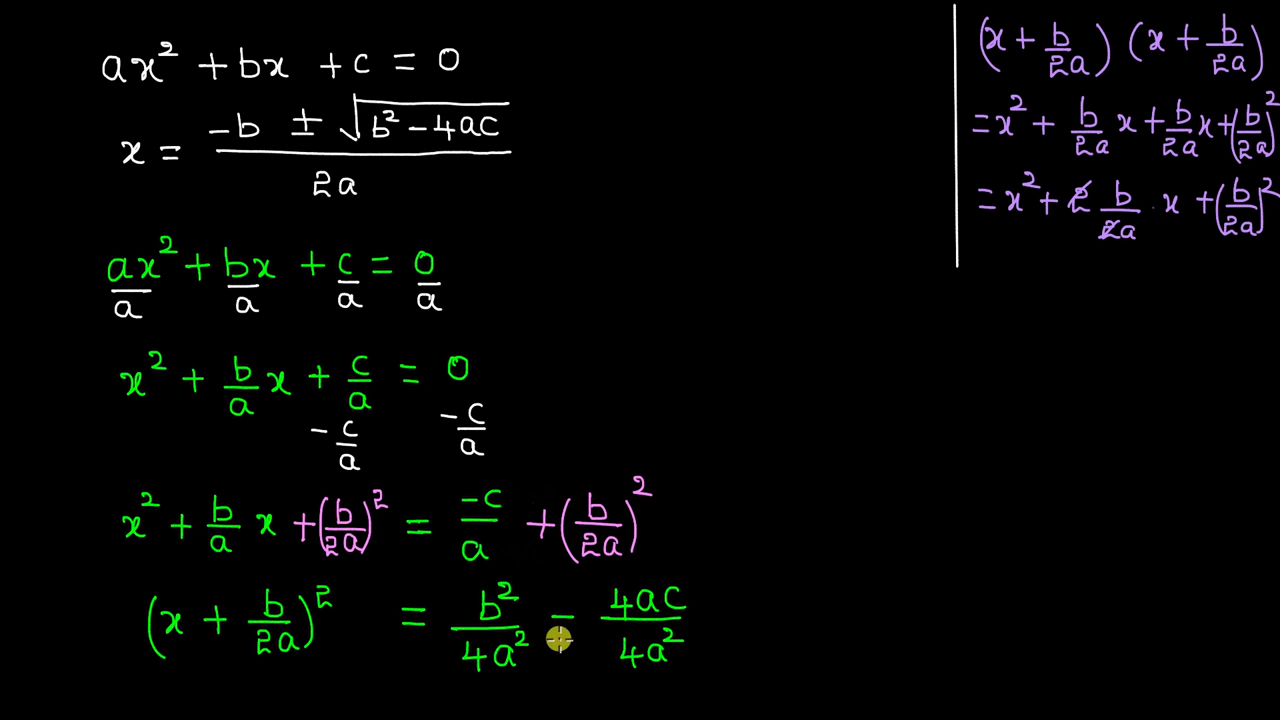 ax² + bx + c = 0
x = (-b ± √(b² - 4ac)) / 2a
ax²/a + bx/a + c/a = 0/a
x² + b/a x + c/a = 0
-c/a -c/a
x² + b/a x + (b/2a)² = -c/a + (b/2a)²
(x + b/2a)² = b²/4a² - 4ac/4a²
(x + b/2a) (x + b/2a)
= x² + b/2a x + b/2a x + (b/2a)²
= x² + 2 b/2a · x + (b/2a)²